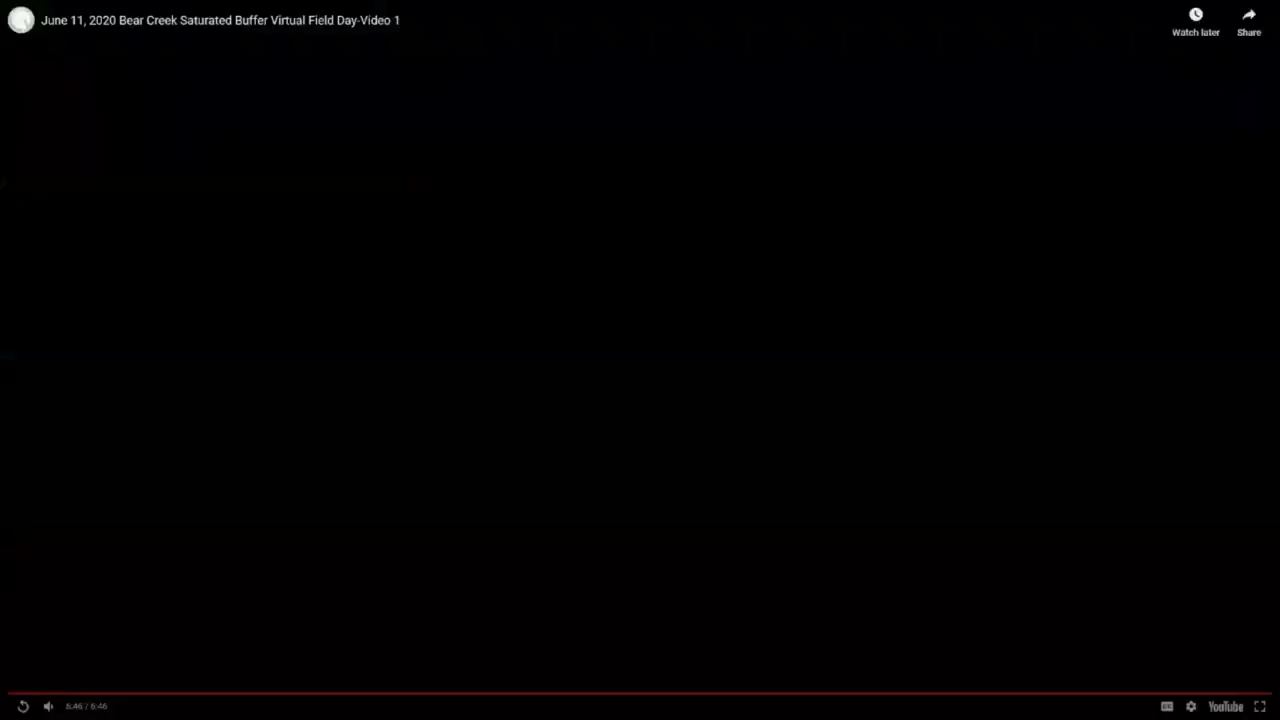 June 11, 2020 Bear Creek Saturated Buffer Virtual Field Day-Video 1
Watch later
Share
6:46 / 6:46
CC
YouTube